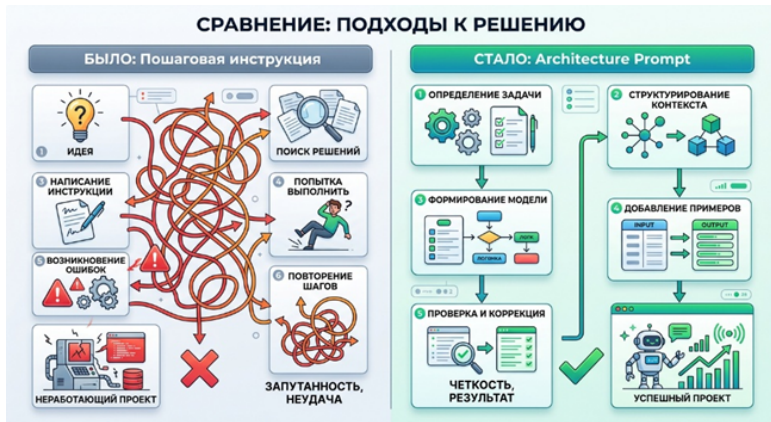 СРАВНЕНИЕ: ПОДХОДЫ К РЕШЕНИЮ
БЫЛО: Пошаговая инструкция
1
ИДЕЯ
ПОИСК РЕШЕНИЙ
3
НАПИСАНИЕ
ИНСТРУКЦИИ
4
ПОПЫТКА
ВЫПОЛНИТЬ
5
ВОЗНИКНОВЕНИЕ
ОШИБОК
6
ПОВТОРЕНИЕ
ШАГОВ
НЕРАБОТАЮЩИЙ ПРОЕКТ
ЗАПУТАННОСТЬ,
НЕУДАЧА
СТАЛО: Architecture Prompt
1
ОПРЕДЕЛЕНИЕ ЗАДАЧИ
2
СТРУКТУРИРОВАНИЕ
КОНТЕКСТА
3
ФОРМИРОВАНИЕ МОДЕЛИ
4
ДОБАВЛЕНИЕ ПРИМЕРОВ
INPUT
OUTPUT
5
ПРОВЕРКА И КОРРЕКЦИЯ
ЧЕТКОСТЬ,
РЕЗУЛЬТАТ
УСПЕШНЫЙ ПРОЕКТ